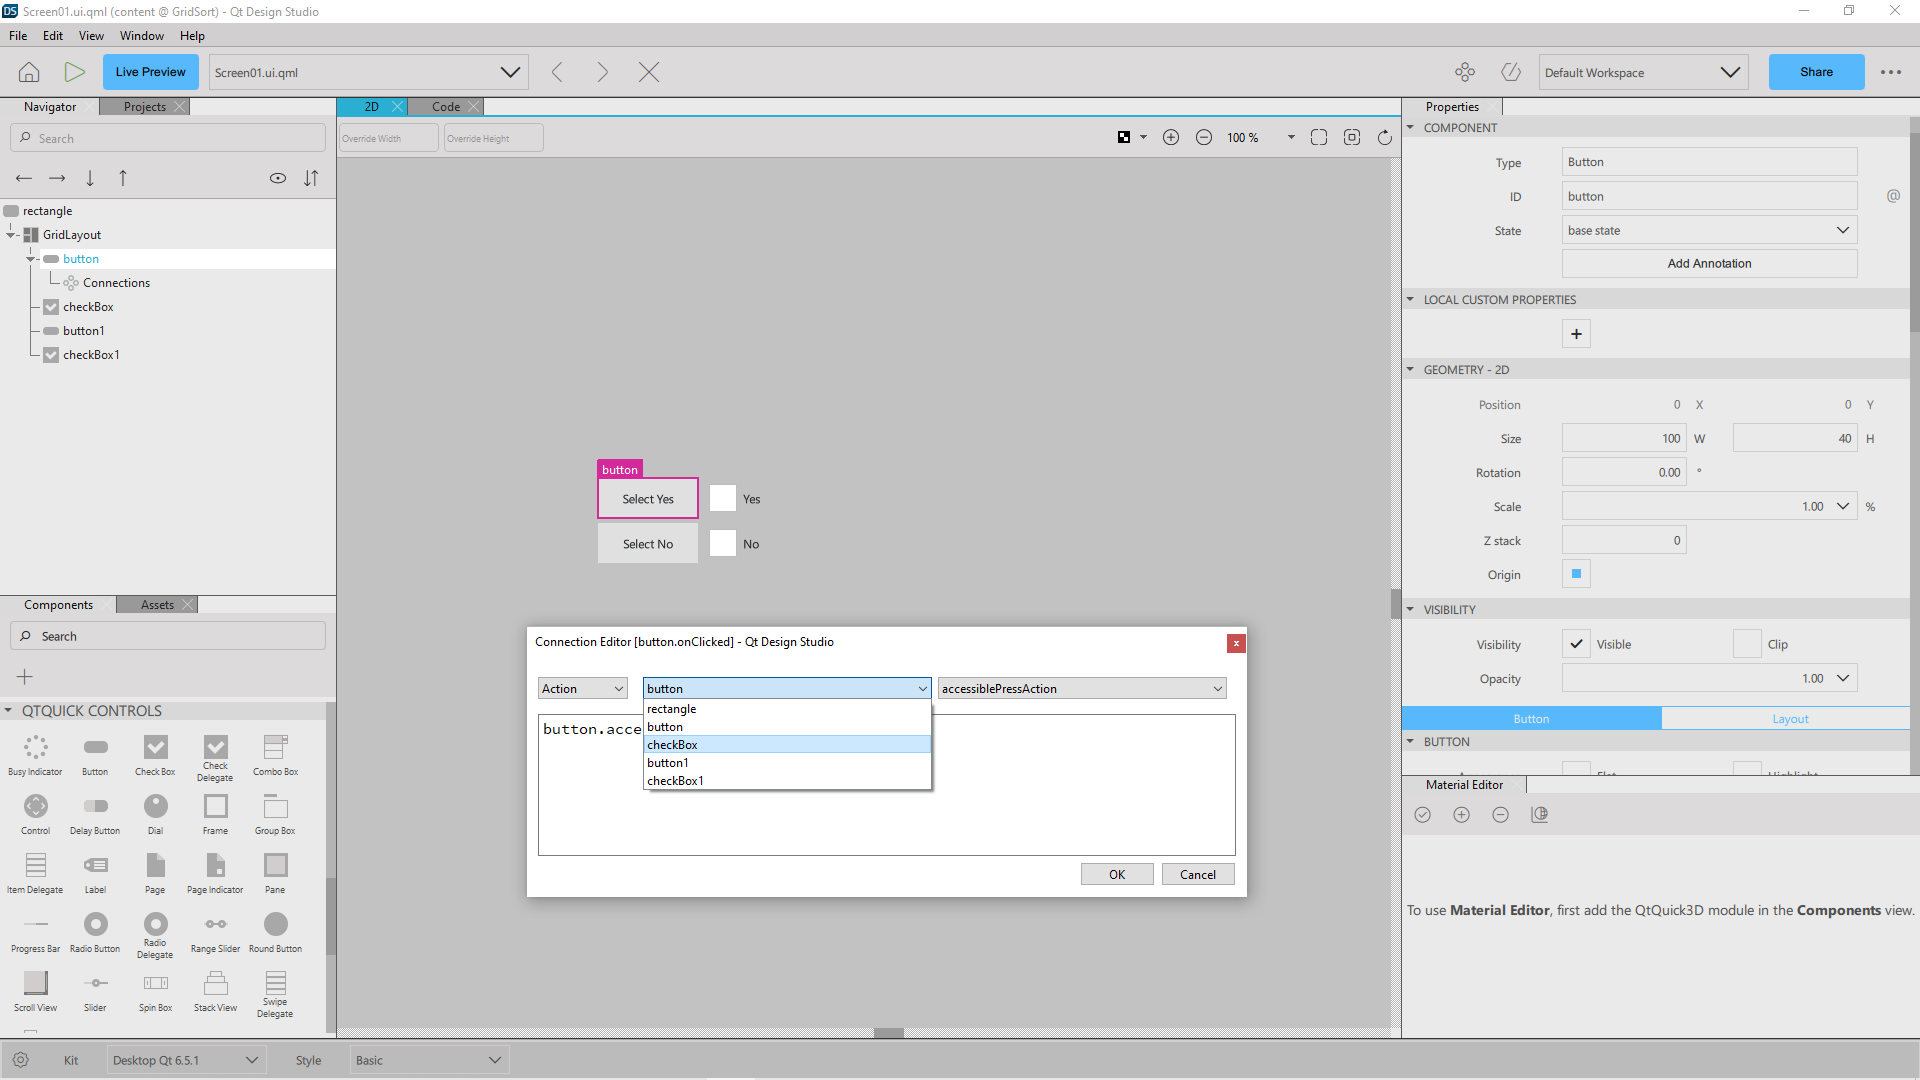 DS Screen01.ui.qml (content @ GridSort) - Qt Design Studio
File Edit View Window Help
Live Preview Screen01.ui.qml Default Workspace Share
Navigator Projects 2D Code Properties
Search
Override Width Override Height 100 %
rectangle
GridLayout
button
Connections
checkBox
button1
checkBox1
button
Select Yes Yes
Select No No
Connection Editor [button.onClicked] - Qt Design Studio
x
Action button accessiblePressAction
rectangle
button
checkBox
button1
checkBox1
button.acce
OK Cancel
COMPONENT
Type Button
ID button @
State base state
Add Annotation
LOCAL CUSTOM PROPERTIES
+
GEOMETRY - 2D
Position 0 X 0 Y
Size 100 W 40 H
Rotation 0.00 °
Scale 1.00 %
Z stack 0
Origin
VISIBILITY
Visibility Visible Clip
Opacity 1.00
Button Layout
BUTTON
Material Editor
To use Material Editor, first add the QtQuick3D module in the Components view.
Components Assets
Search
QTQUICK CONTROLS
Busy Indicator Button Check Box Check Delegate Combo Box
Control Delay Button Dial Frame Group Box
Item Delegate Label Page Page Indicator Pane
Progress Bar Radio Button Radio Delegate Range Slider Round Button
Scroll View Slider Spin Box Stack View Swipe Delegate
Kit Desktop Qt 6.5.1 Style Basic